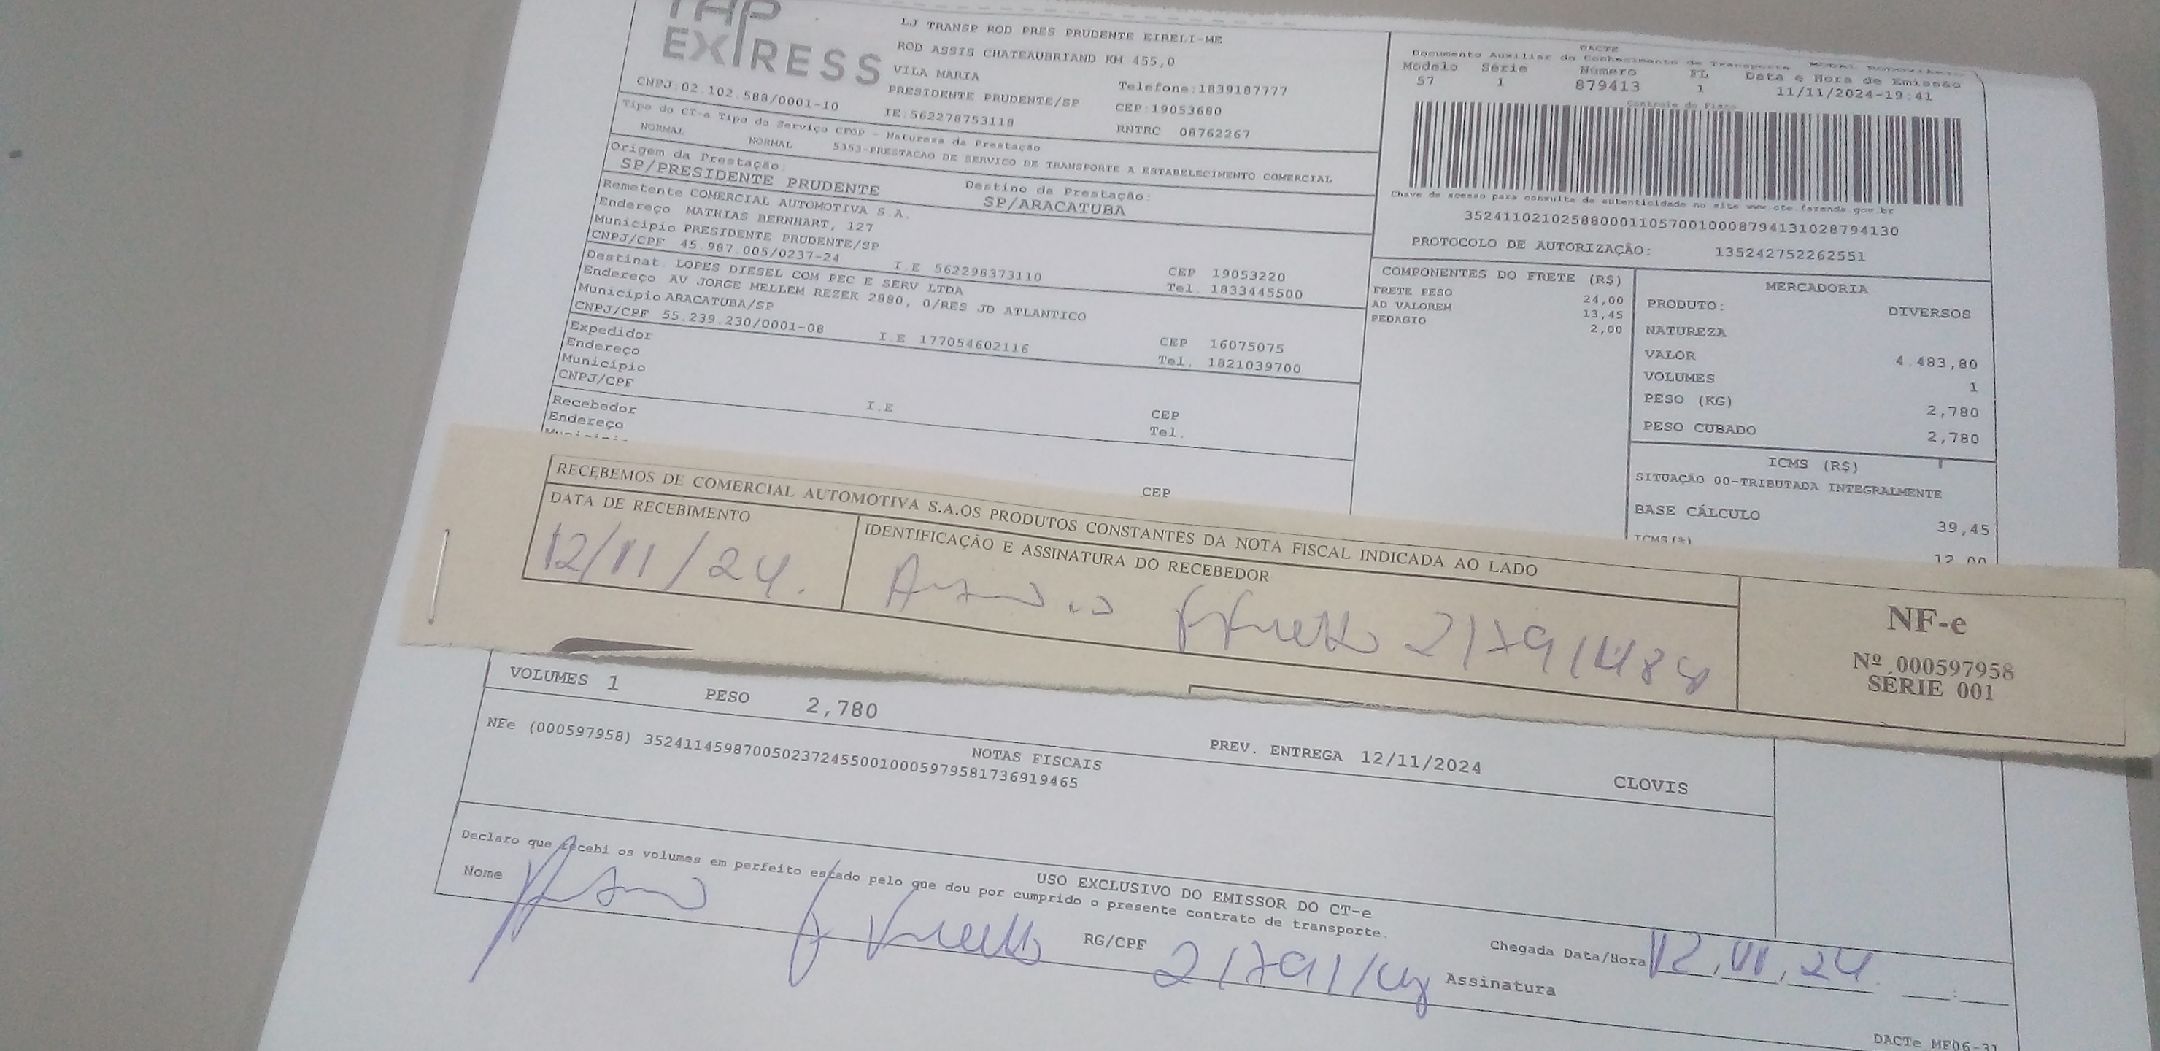 TAP
EXPRESS
LJ TRANSP ROD PRES PRUDENTE EIRELI-ME
ROD ASSIS CHATEAUBRIAND KM 455,0
VILA MARIA
PRESIDENTE PRUDENTE/SP
Telefone:1839187777
CEP:19053680
CNPJ:02.102.588/0001-10
IE:562278753118
RNTRC 08762267
Tipo do CT-e Tipo do Serviço CFOP - Natureza da Prestação
NORMAL NORMAL 5353-PRESTACAO DE SERVICO DE TRANSPORTE A ESTABELECIMENTO COMERCIAL
Origem da Prestação:
SP/PRESIDENTE PRUDENTE
Destino da Prestação:
SP/ARACATUBA
Remetente COMERCIAL AUTOMOTIVA S.A.
Endereço MATHIAS BERNHART, 127
Município PRESIDENTE PRUDENTE/SP
CNPJ/CPF 45.987.005/0237-24 I.E 562298373110
CEP 19053220
Tel. 1833445500
Destinat. LOPES DIESEL COM PEC E SERV LTDA
Endereço AV JORGE MELLEM REZEK 2880, 0/RES JD ATLANTICO
Município ARACATUBA/SP
CNPJ/CPF 55.239.230/0001-08 I.E 177054602116
CEP 16075075
Tel. 1821039700
Expedidor
Endereço
Município
CNPJ/CPF I.E
CEP
Tel.
Recebedor
Endereço
Município
CEP
DACTE
Documento Auxiliar do Conhecimento de Transporte
Modelo Série Número FL Data e Hora de Emissão
57 1 879413 1 11/11/2024-19:41
Controle do Fisco
Chave de acesso para consulta de autenticidade no site www.cte.fazenda.gov.br
35241102102588000110570010008794131028794130
PROTOCOLO DE AUTORIZAÇÃO: 135242752262551
COMPONENTES DO FRETE (R$)
FRETE PESO 24,00
AD VALOREM 13,45
PEDAGIO 2,00
MERCADORIA
PRODUTO: DIVERSOS
NATUREZA
VALOR 4.483,80
VOLUMES 1
PESO (KG) 2,780
PESO CUBADO 2,780
ICMS (R$)
SITUAÇÃO 00-TRIBUTADA INTEGRALMENTE
BASE CÁLCULO 39,45
ICMS(%) 12,00
RECEBEMOS DE COMERCIAL AUTOMOTIVA S.A.OS PRODUTOS CONSTANTES DA NOTA FISCAL INDICADA AO LADO
DATA DE RECEBIMENTO
12/11/24.
IDENTIFICAÇÃO E ASSINATURA DO RECEBEDOR
NF-e
Nº 000597958
SÉRIE 001
VOLUMES 1 PESO 2,780
PREV. ENTREGA 12/11/2024 CLOVIS
NOTAS FISCAIS
NFe (000597958) 35241145987005023724550010005979581736919465
USO EXCLUSIVO DO EMISSOR DO CT-e
Declaro que recebi os volumes em perfeito estado pelo que dou por cumprido o presente contrato de transporte.
Nome
RG/CPF
Assinatura
Chegada Data/Hora 12,11,24
DACTe MF06-31